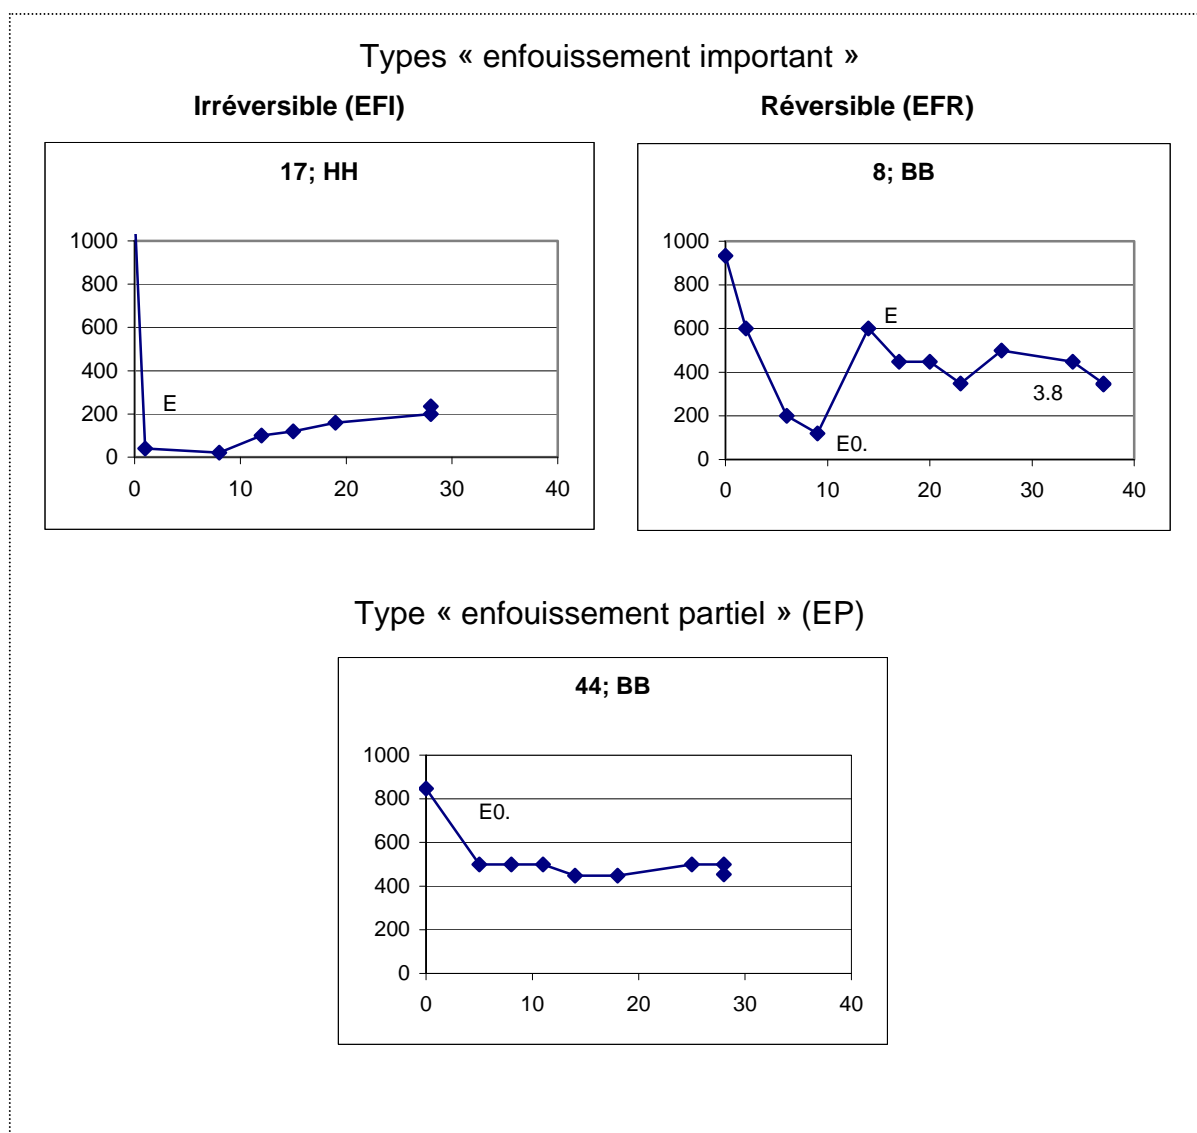 Types « enfouissement important »
Irréversible (EFI)
Réversible (EFR)
17; HH
1000
800
600
400
200
0
E
0 10 20 30 40
8; BB
1000
800
600
400
200
0
E
E0.
3.8
0 10 20 30 40
Type « enfouissement partiel » (EP)
44; BB
1000
800
600
400
200
0
E0.
0 10 20 30 40